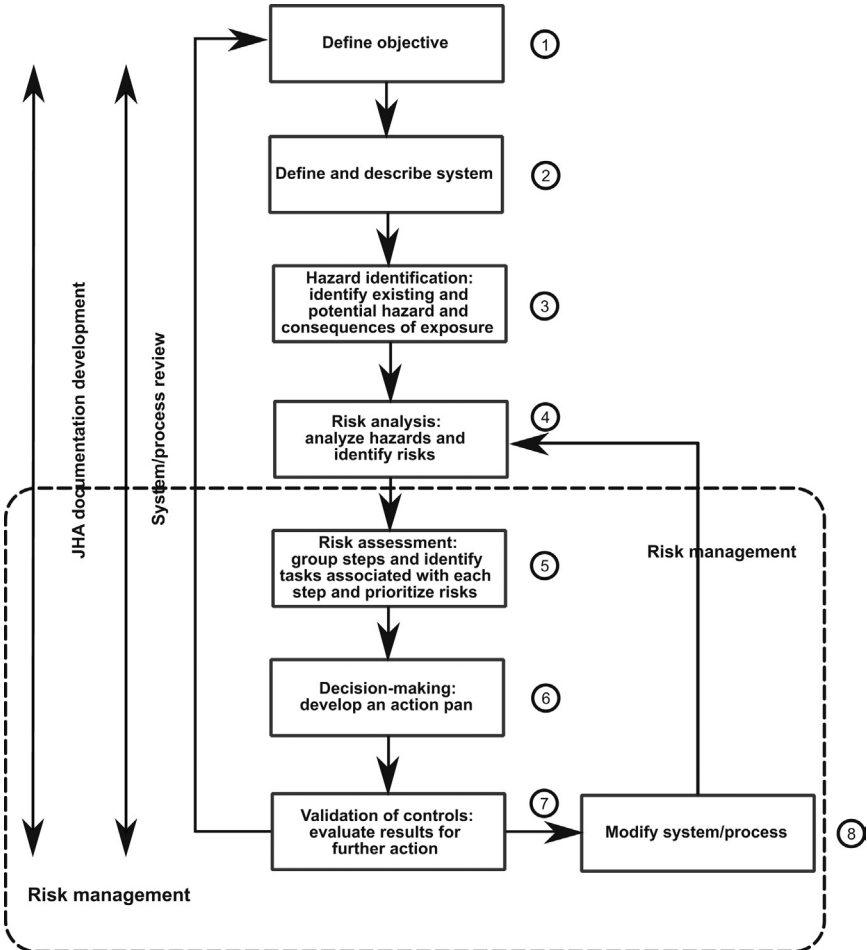 Define objective
1
Define and describe system
2
Hazard identification:
identify existing and
potential hazard and
consequences of exposure
3
Risk analysis:
analyze hazards and
identify risks
4
Risk assessment:
group steps and identify
tasks associated with each
step and prioritize risks
5
Risk management
Decision-making:
develop an action pan
6
Validation of controls:
evaluate results for
further action
7
Modify system/process
8
JHA documentation development
System/process review
Risk management